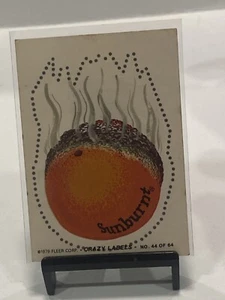 Sunburnt
©1979 FLEER CORP. - CRAZY LABELS - NO. 44 OF 64